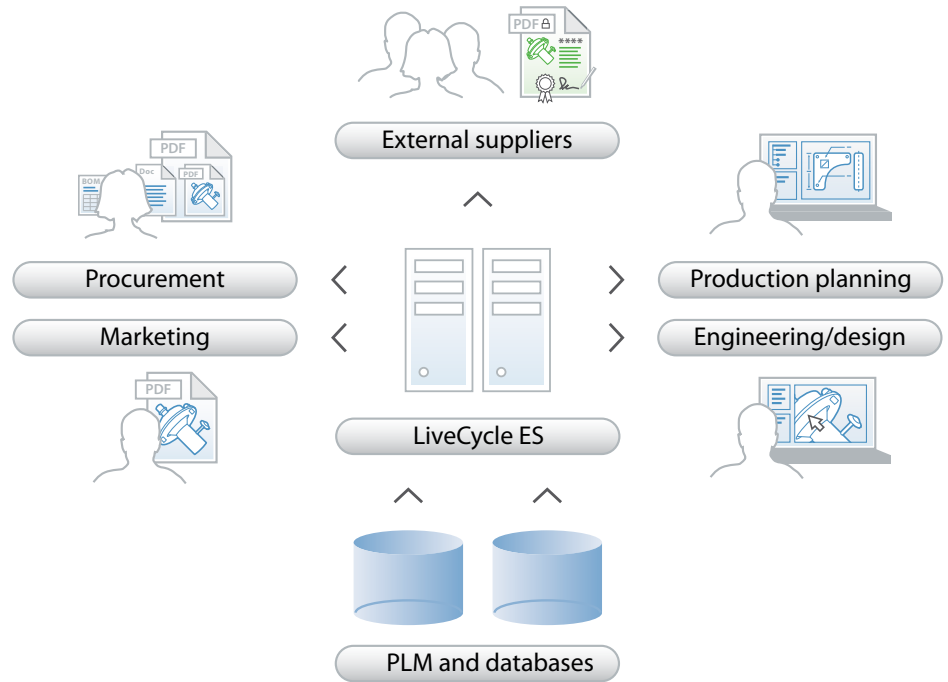 PDF
****
External suppliers
PDF
BOM
Doc
PDF
Procurement
Production planning
Marketing
Engineering/design
PDF
LiveCycle ES
PLM and databases